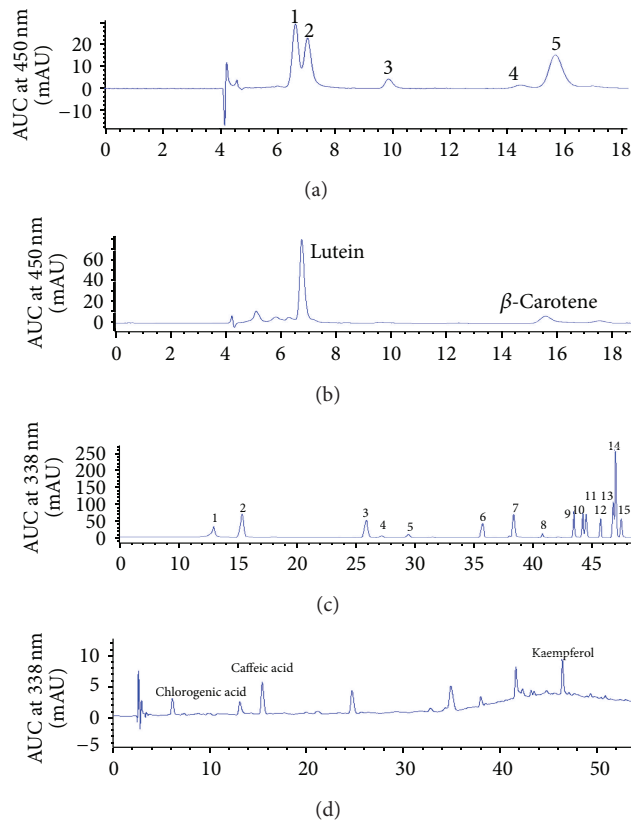 AUC at 450 nm
(mAU)
20
10
0
−10
1
2
3
4
5
0 2 4 6 8 10 12 14 16 18
(a)
AUC at 450 nm
(mAU)
60
40
20
0
Lutein
β-Carotene
0 2 4 6 8 10 12 14 16 18
(b)
AUC at 338 nm
(mAU)
250
200
150
100
50
0
1 2 3 4 5 6 7 8 9 10 11 12 13 14 15
0 5 10 15 20 25 30 35 40 45
(c)
AUC at 338 nm
(mAU)
10
5
0
−5
Chlorogenic acid
Caffeic acid
Kaempferol
0 10 20 30 40 50
(d)